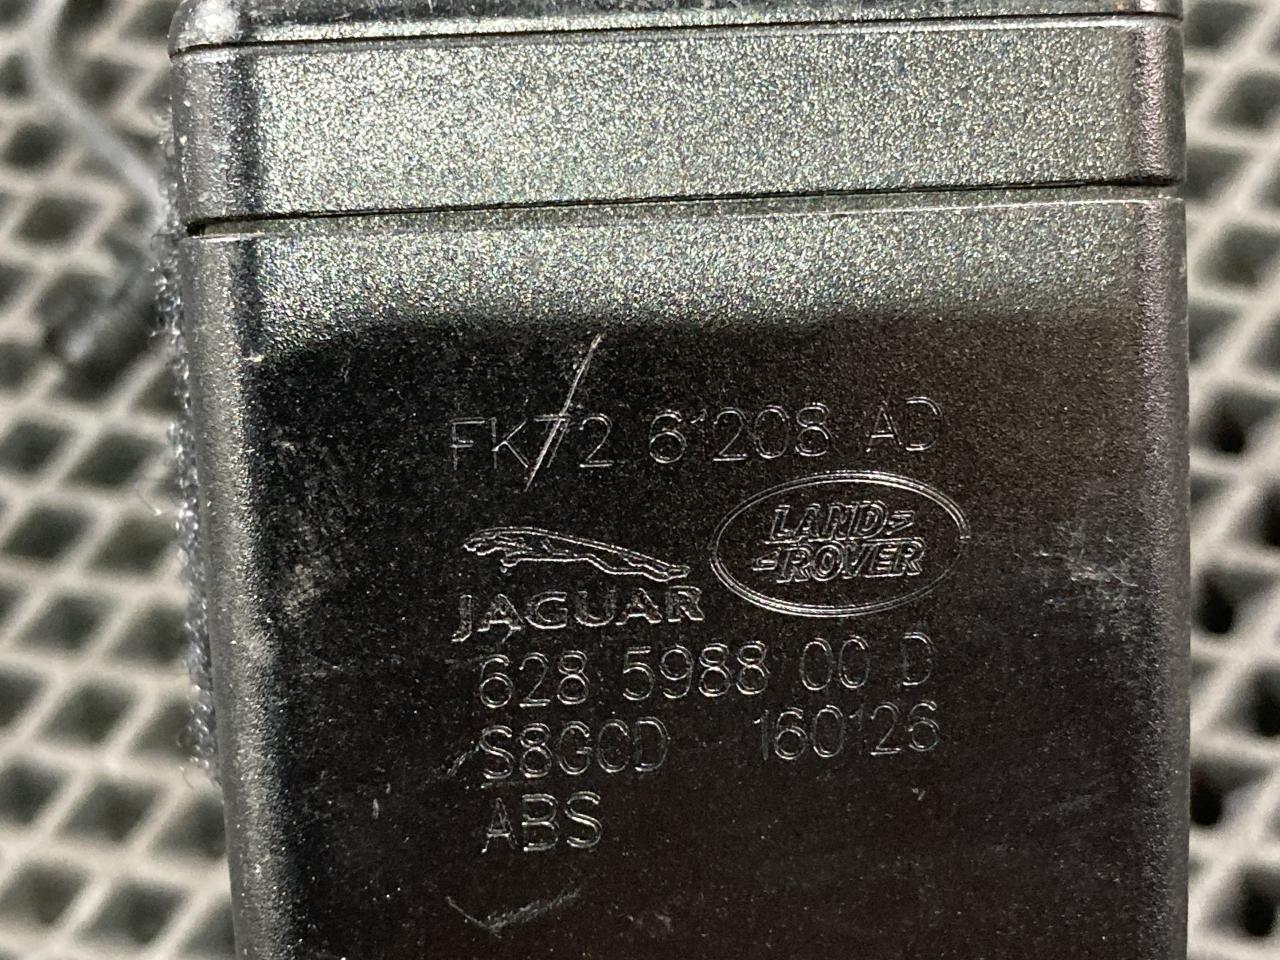 FK72 61208 AD
LAND
ROVER
JAGUAR
628 5988 00 D
S8GCD 160126
ABS